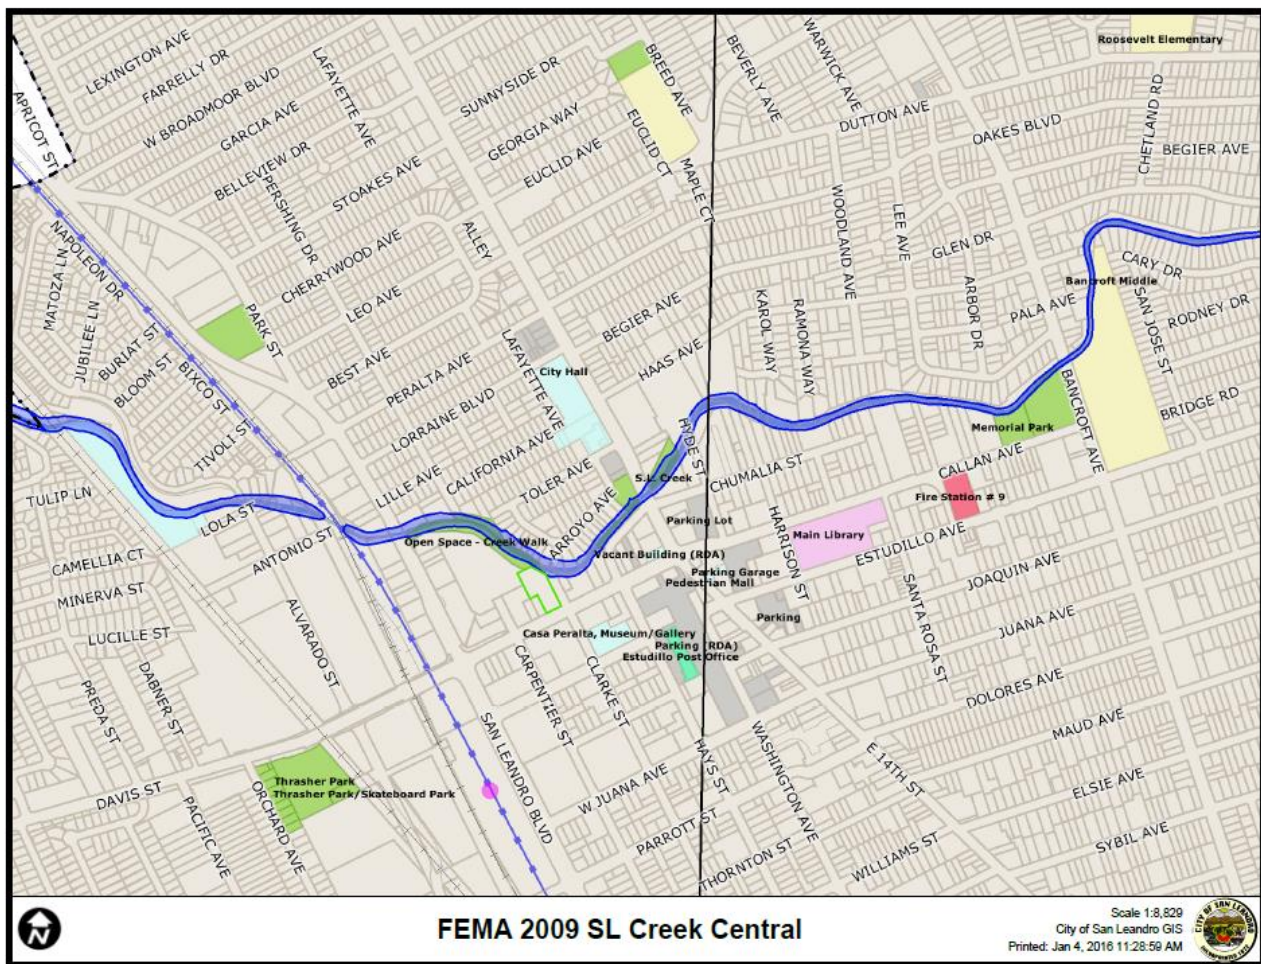 Roosevelt Elementary
LEXINGTON AVE
FARRELLY DR
W BROADMOOR BLVD
GARCIA AVE
BELLEVIEW DR
LAFAYETTE AVE
SUNNYSIDE DR
GEORGIA WAY
EUCLID AVE
BREED AVE
EUCLID CT
MAPLE CT
BEVERLY AVE
WARWICK AVE
DUTTON AVE
OAKES BLVD
CHETLAND RD
BEGIER AVE
APRICOT ST
PERSHING DR
STOAKES AVE
CHERRYWOOD AVE
ALLEY
WOODLAND AVE
LEE AVE
GLEN DR
ARBOR DR
CARY DR
Bancroft Middle
SAN JOSE ST
RODNEY DR
PALA AVE
NAPOLEON DR
MATOZA LN
JUBILEE LN
BURIAT ST
BLOOM ST
BIXCO ST
TIVOLI S
PARK ST
LEO AVE
BEST AVE
PERALTA AVE
LORRAINE BLVD
LAFAYETTE AVE
City Hall
BEGIER AVE
HAAS AVE
KAROL WAY
RAMONA WAY
BANCROFT AVE
BRIDGE RD
Memorial Park
CALLAN AVE
Fire Station # 9
TULIP LN
LOLA ST
LILLE AVE
CALIFORNIA AVE
TOLER AVE
ARROYO AVE
HYDE ST
S.L. Creek
CHUMALIA ST
Parking Lot
HARRISON ST
Main Library
ESTUDILLO AVE
CAMELLIA CT
ANTONIO ST
Open Space - Creek Walk
Vacant Building (RDA)
Parking Garage
Pedestrian Mall
Parking
MINERVA ST
LUCILLE ST
ALVARADO ST
Casa Peralta, Museum/Gallery
Parking (RDA)
Estudillo Post Office
SANTA ROSA ST
JOAQUIN AVE
JUANA AVE
DOLORES AVE
MAUD AVE
PREDA ST
DABNER ST
CARPENTIER ST
CLARKE ST
SAN LEANDRO BLVD
HAYS ST
WASHINGTON AVE
E 14TH ST
ELSIE AVE
SYBIL AVE
DAVIS ST
Thrasher Park
Thrasher Park/Skateboard Park
PACIFIC AVE
ORCHARD AVE
W JUANA AVE
PARROTT ST
THORNTON ST
WILLIAMS ST
N
FEMA 2009 SL Creek Central
Scale 1:8,829
City of San Leandro GIS
Printed: Jan 4, 2016 11:28:59 AM
CITY OF SAN LEANDRO